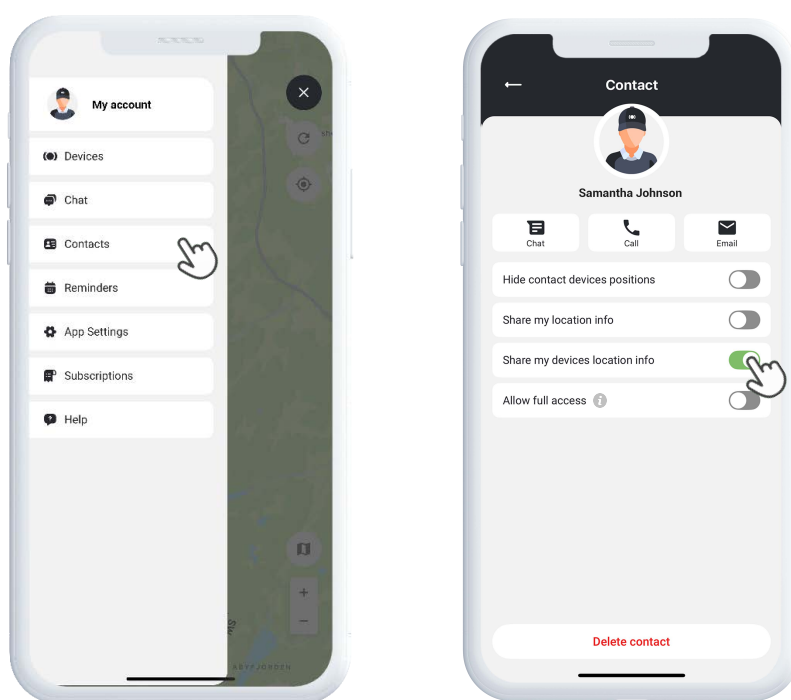 My account
Devices
Chat
Contacts
Reminders
App Settings
Subscriptions
Help
+
−
ABYFJORDEN
Contact
Samantha Johnson
Chat
Call
Email
Hide contact devices positions
Share my location info
Share my devices location info
Allow full access
Delete contact